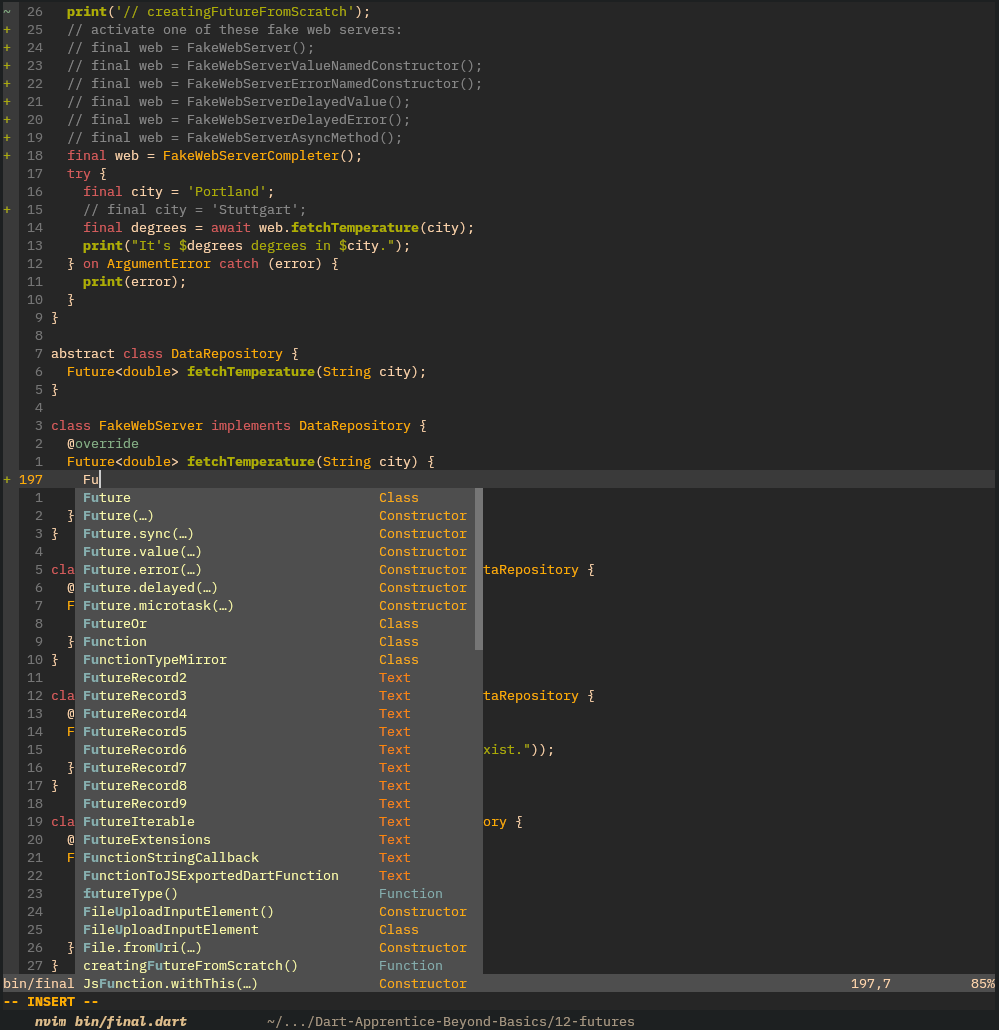 ~ 26   print('// creatingFutureFromScratch');
+ 25   // activate one of these fake web servers:
+ 24   // final web = FakeWebServer();
+ 23   // final web = FakeWebServerValueNamedConstructor();
+ 22   // final web = FakeWebServerErrorNamedConstructor();
+ 21   // final web = FakeWebServerDelayedValue();
+ 20   // final web = FakeWebServerDelayedError();
+ 19   // final web = FakeWebServerAsyncMethod();
+ 18   final web = FakeWebServerCompleter();
17   try {
16     final city = 'Portland';
+ 15     // final city = 'Stuttgart';
14     final degrees = await web.fetchTemperature(city);
13     print("It's $degrees degrees in $city.");
12   } on ArgumentError catch (error) {
11     print(error);
10   }
9 }
8
7 abstract class DataRepository {
6   Future<double> fetchTemperature(String city);
5 }
4
3 class FakeWebServer implements DataRepository {
2   @override
1   Future<double> fetchTemperature(String city) {
+ 197     Fu
1 Future Class
2 } Future(…) Constructor
3 } Future.sync(…) Constructor
4 Future.value(…) Constructor
5 cla Future.error(…) Constructor taRepository {
6 @ Future.delayed(…) Constructor
7 F Future.microtask(…) Constructor
8 FutureOr Class
9 } Function Class
10 } FunctionTypeMirror Class
11 FutureRecord2 Text
12 cla FutureRecord3 Text taRepository {
13 @ FutureRecord4 Text
14 F FutureRecord5 Text
15 FutureRecord6 Text xist."));
16 } FutureRecord7 Text
17 } FutureRecord8 Text
18 FutureRecord9 Text
19 cla FutureIterable Text ory {
20 @ FutureExtensions Text
21 F FunctionStringCallback Text
22 FunctionToJSExportedDartFunction Text
23 futureType() Function
24 FileUploadInputElement() Constructor
25 FileUploadInputElement Class
26 } File.fromUri(…) Constructor
27 } creatingFutureFromScratch() Function
bin/final JsFunction.withThis(…) Constructor 197,7 85%
-- INSERT --
nvim bin/final.dart ~/.../Dart-Apprentice-Beyond-Basics/12-futures